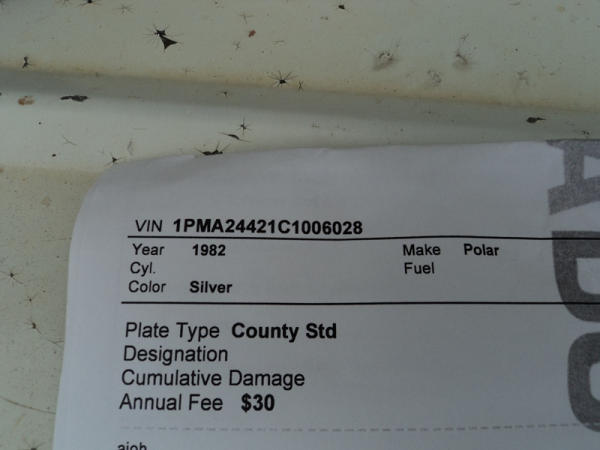 VIN 1PMA24421C1006028
Year 1982 Make Polar
Cyl. Fuel
Color Silver
Plate Type County Std
Designation
Cumulative Damage
Annual Fee $30